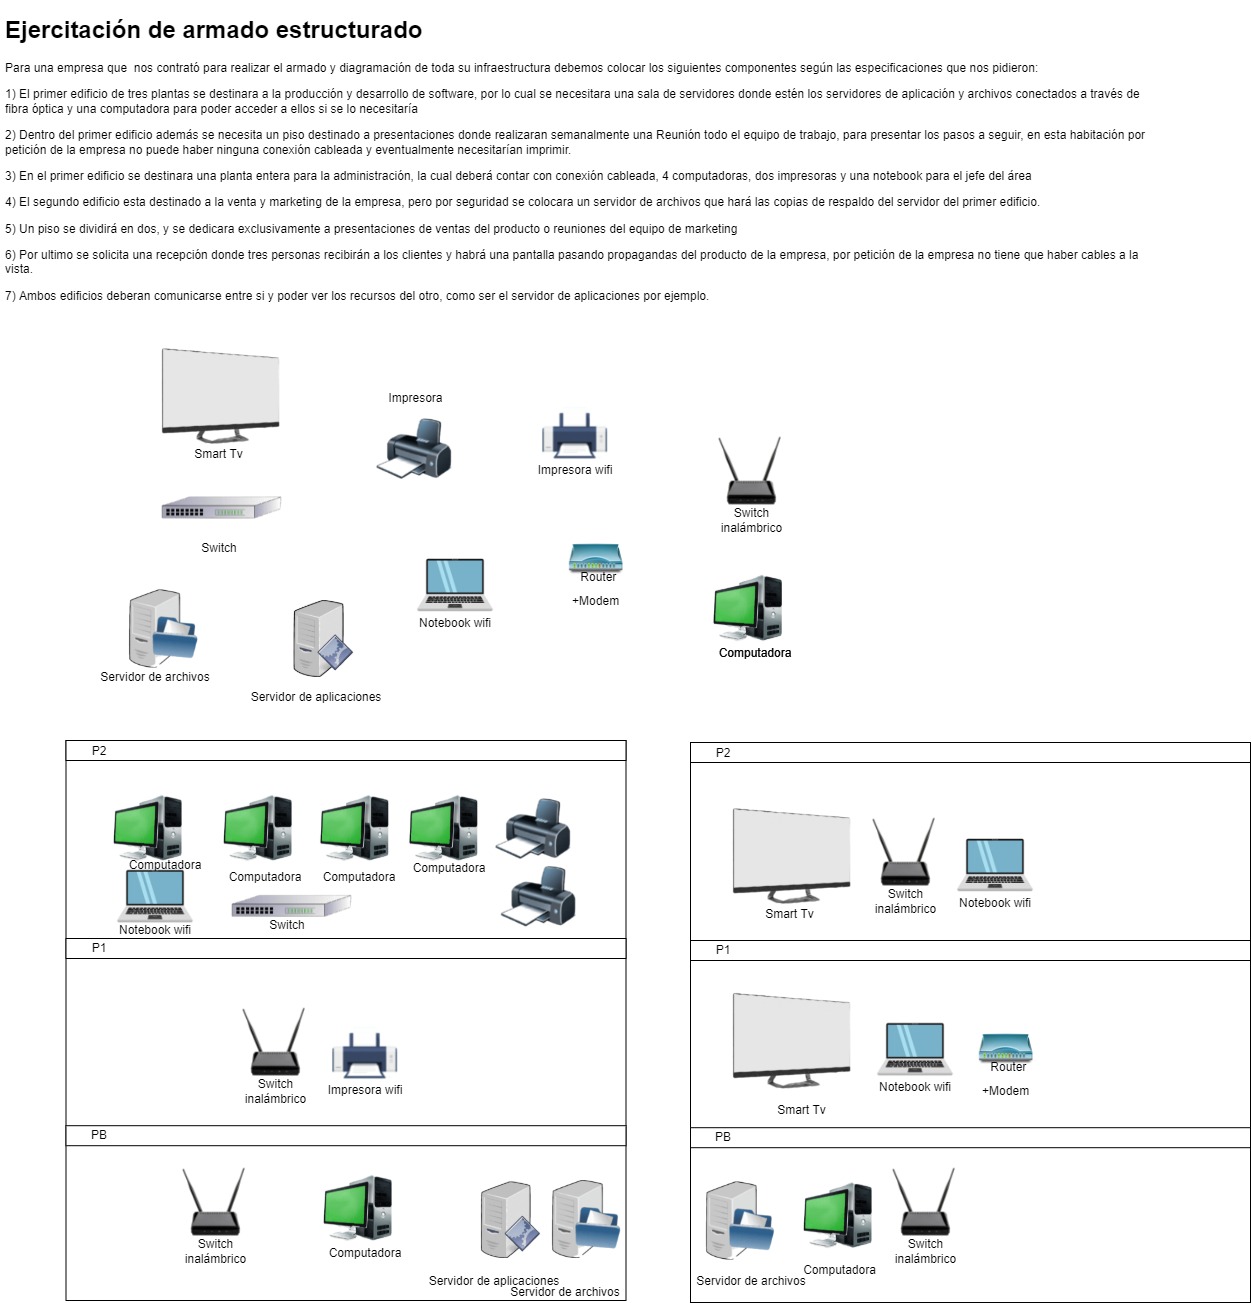 Ejercitación de armado estructurado
Para una empresa que  nos contrató para realizar el armado y diagramación de toda su infraestructura debemos colocar los siguientes componentes según las especificaciones que nos pidieron:
1) El primer edificio de tres plantas se destinara a la producción y desarrollo de software, por lo cual se necesitara una sala de servidores donde estén los servidores de aplicación y archivos conectados a través de
fibra óptica y una computadora para poder acceder a ellos si se lo necesitaría
2) Dentro del primer edificio además se necesita un piso destinado a presentaciones donde realizaran semanalmente una Reunión todo el equipo de trabajo, para presentar los pasos a seguir, en esta habitación por
petición de la empresa no puede haber ninguna conexión cableada y eventualmente necesitarían imprimir.
3) En el primer edificio se destinara una planta entera para la administración, la cual deberá contar con conexión cableada, 4 computadoras, dos impresoras y una notebook para el jefe del área
4) El segundo edificio esta destinado a la venta y marketing de la empresa, pero por seguridad se colocara un servidor de archivos que hará las copias de respaldo del servidor del primer edificio.
5) Un piso se dividirá en dos, y se dedicara exclusivamente a presentaciones de ventas del producto o reuniones del equipo de marketing
6) Por ultimo se solicita una recepción donde tres personas recibirán a los clientes y habrá una pantalla pasando propagandas del producto de la empresa, por petición de la empresa no tiene que haber cables a la
vista.
7) Ambos edificios deberan comunicarse entre si y poder ver los recursos del otro, como ser el servidor de aplicaciones por ejemplo.
Impresora
Smart Tv
Impresora wifi
Switch
inalámbrico
Switch
Router
+Modem
Notebook wifi
Computadora
Servidor de archivos
Servidor de aplicaciones
P2
Computadora
Computadora
Computadora
Computadora
Notebook wifi
Switch
P1
Switch
inalámbrico
Impresora wifi
PB
Switch
inalámbrico
Computadora
Servidor de aplicaciones
Servidor de archivos
P2
Smart Tv
Switch
inalámbrico
Notebook wifi
P1
Smart Tv
Notebook wifi
Router
+Modem
PB
Servidor de archivos
Computadora
Switch
inalámbrico